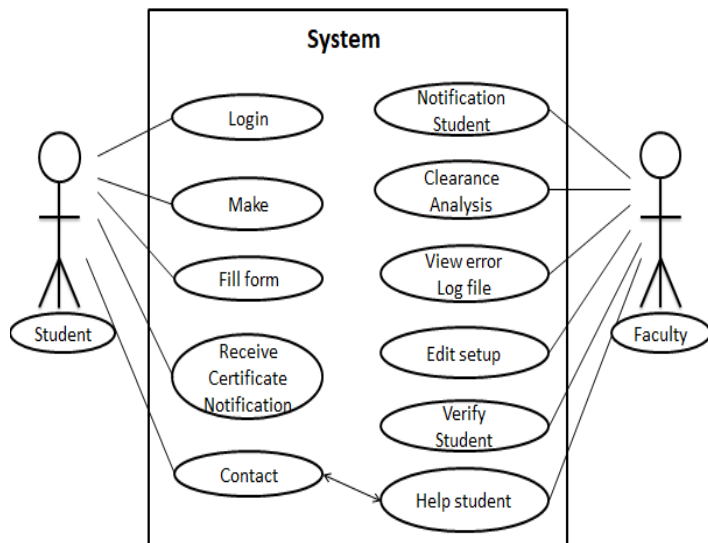 System
Login
Make
Fill form
Receive
Certificate
Notification
Contact
Notification
Student
Clearance
Analysis
View error
Log file
Edit setup
Verify
Student
Help student
Student
Faculty